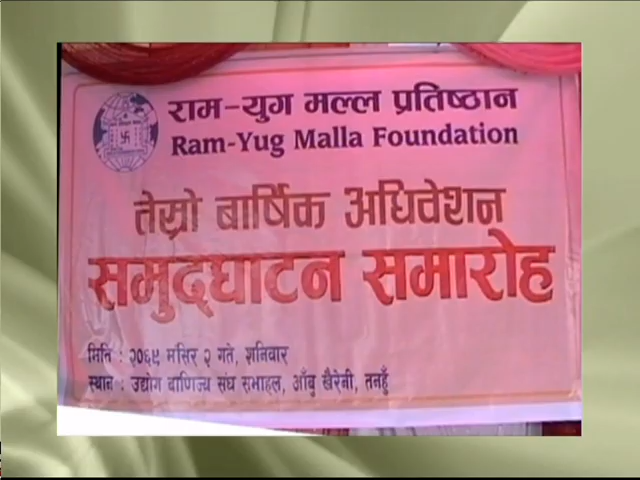 राम-युग मल्ल प्रतिष्ठान
Ram-Yug Malla Foundation
तेस्रो बार्षिक अधिवेशन
समुद्घाटन समारोह
मिति : २०६९ मंसिर २ गते, शनिवार
स्थान : उद्योग वाणिज्य संघ सभाहल, आँबु खैरेनी, तनहुँ